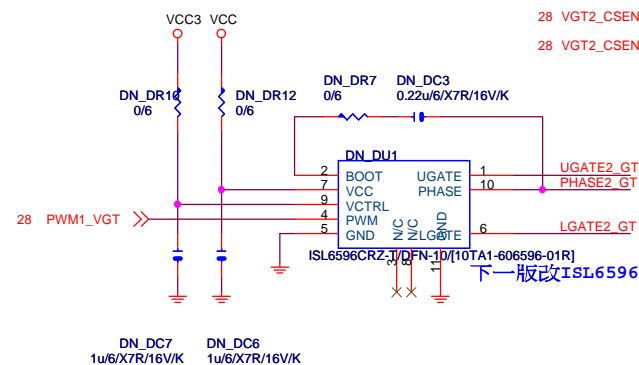 VCC3 VCC
28 VGT2_CSEN
28 VGT2_CSEN
DN_DR10
0/6
DN_DR12
0/6
DN_DR7
0/6
DN_DC3
0.22u/6/X7R/16V/K
DN_DU1
2 BOOT UGATE 1 UGATE2_GT
7 VCC PHASE 10 PHASE2_GT
9 VCTRL
28 PWM1_VGT 4 PWM
5 GND N/C N/C LGATE GND 6 LGATE2_GT
3 8 11
ISL6596CRZ-T/DFN-10/[10TA1-606596-01R]
下一版改ISL6596
DN_DC7
1u/6/X7R/16V/K
DN_DC6
1u/6/X7R/16V/K